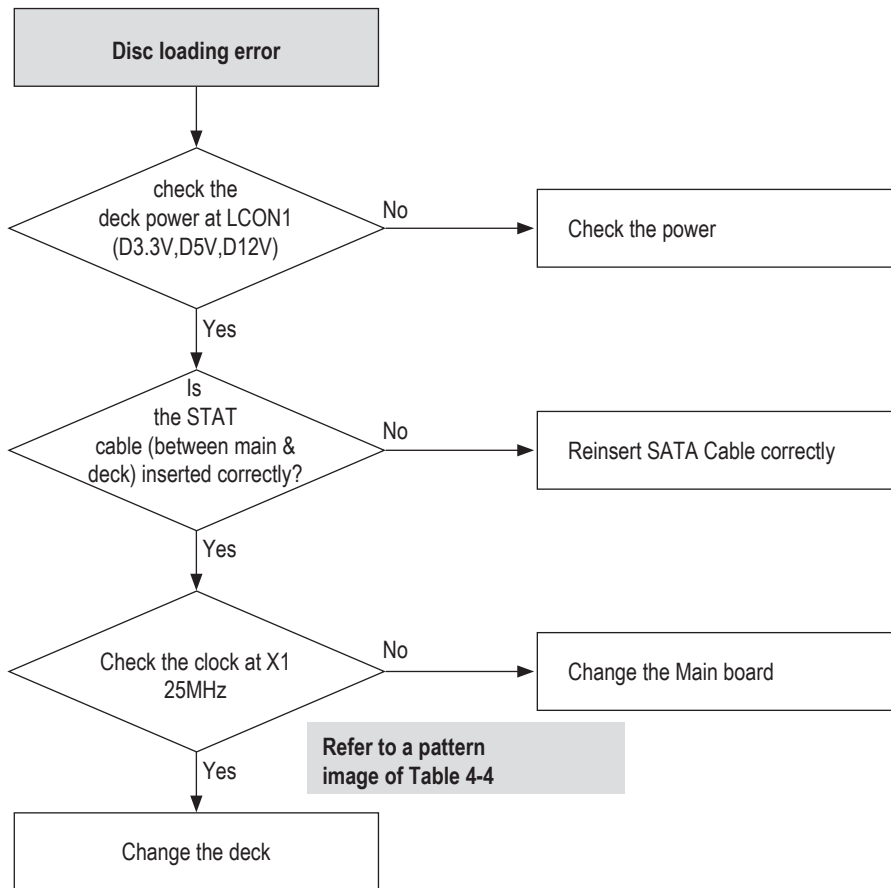 Disc loading error
check the
deck power at LCON1
(D3.3V,D5V,D12V)
No
Check the power
Yes
Is
the STAT
cable (between main &
deck) inserted correctly?
No
Reinsert SATA Cable correctly
Yes
Check the clock at X1
25MHz
No
Change the Main board
Refer to a pattern
image of Table 4-4
Yes
Change the deck